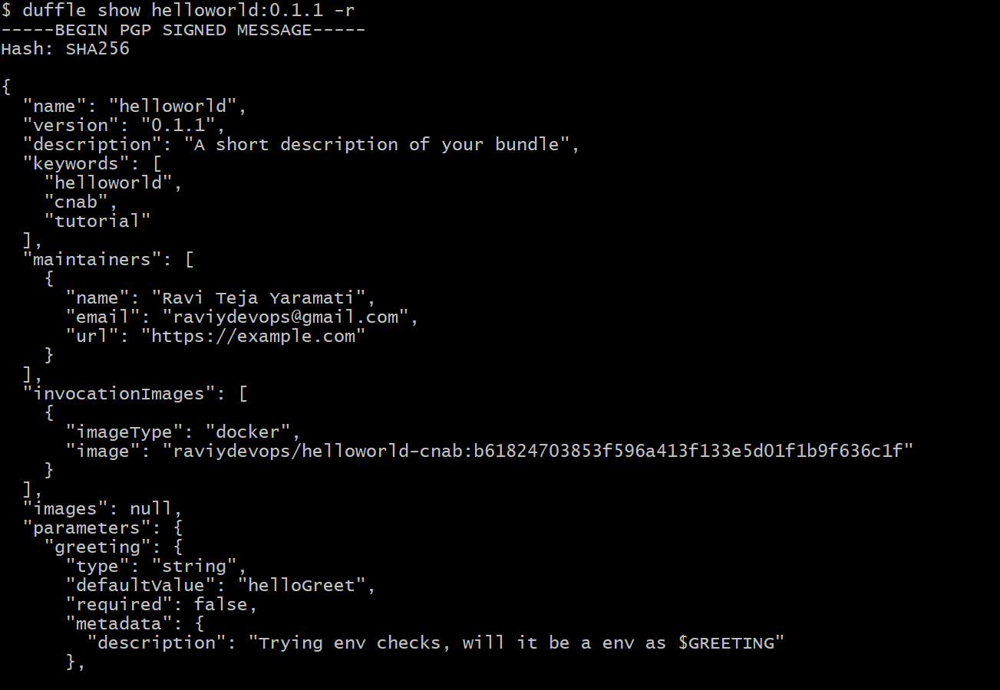 $ duffle show helloworld:0.1.1 -r
-----BEGIN PGP SIGNED MESSAGE-----
Hash: SHA256

{
  "name": "helloworld",
  "version": "0.1.1",
  "description": "A short description of your bundle",
  "keywords": [
    "helloworld",
    "cnab",
    "tutorial"
  ],
  "maintainers": [
    {
      "name": "Ravi Teja Yaramati",
      "email": "raviydevops@gmail.com",
      "url": "https://example.com"
    }
  ],
  "invocationImages": [
    {
      "imageType": "docker",
      "image": "raviydevops/helloworld-cnab:b61824703853f596a413f133e5d01f1b9f636c1f"
    }
  ],
  "images": null,
  "parameters": {
    "greeting": {
      "type": "string",
      "defaultValue": "helloGreet",
      "required": false,
      "metadata": {
        "description": "Trying env checks, will it be a env as $GREETING"
      },